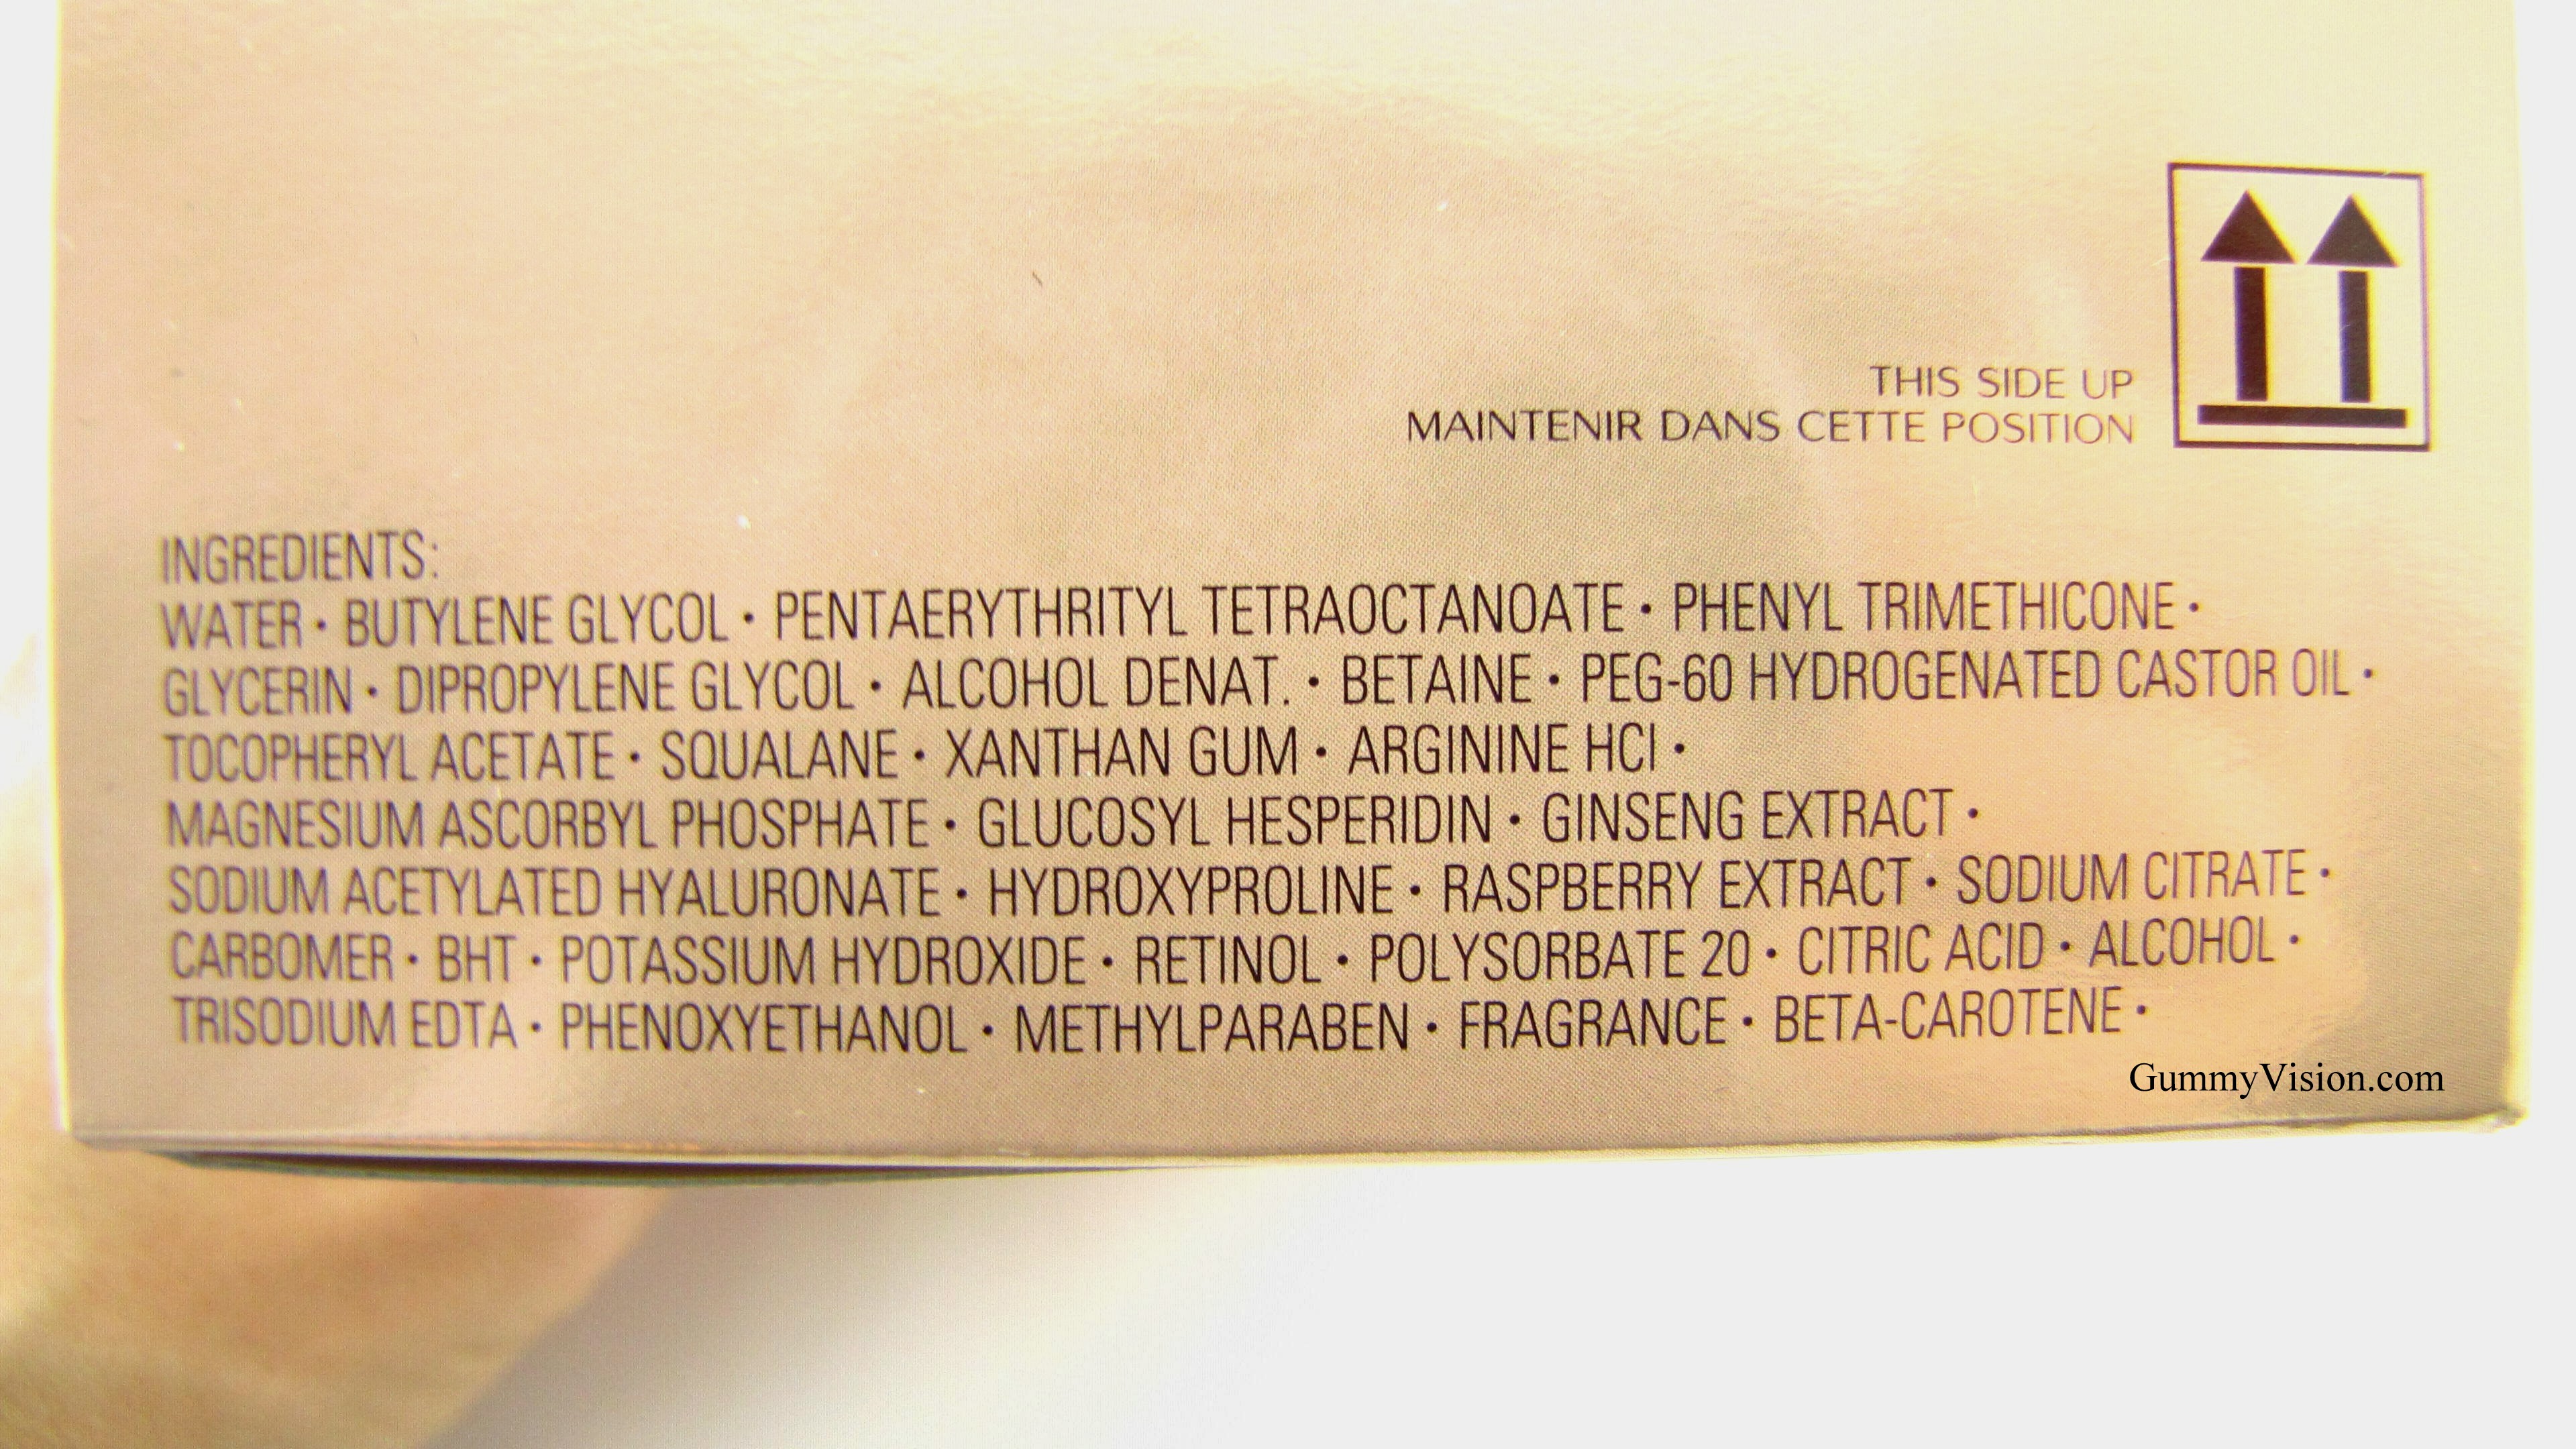 THIS SIDE UP
MAINTENIR DANS CETTE POSITION
INGREDIENTS:
WATER • BUTYLENE GLYCOL • PENTAERYTHRITYL TETRAOCTANOATE • PHENYL TRIMETHICONE •
GLYCERIN • DIPROPYLENE GLYCOL • ALCOHOL DENAT. • BETAINE • PEG-60 HYDROGENATED CASTOR OIL •
TOCOPHERYL ACETATE • SQUALANE • XANTHAN GUM • ARGININE HCl •
MAGNESIUM ASCORBYL PHOSPHATE • GLUCOSYL HESPERIDIN • GINSENG EXTRACT •
SODIUM ACETYLATED HYALURONATE • HYDROXYPROLINE • RASPBERRY EXTRACT • SODIUM CITRATE •
CARBOMER • BHT • POTASSIUM HYDROXIDE • RETINOL • POLYSORBATE 20 • CITRIC ACID • ALCOHOL •
TRISODIUM EDTA • PHENOXYETHANOL • METHYLPARABEN • FRAGRANCE • BETA-CAROTENE •
GummyVision.com